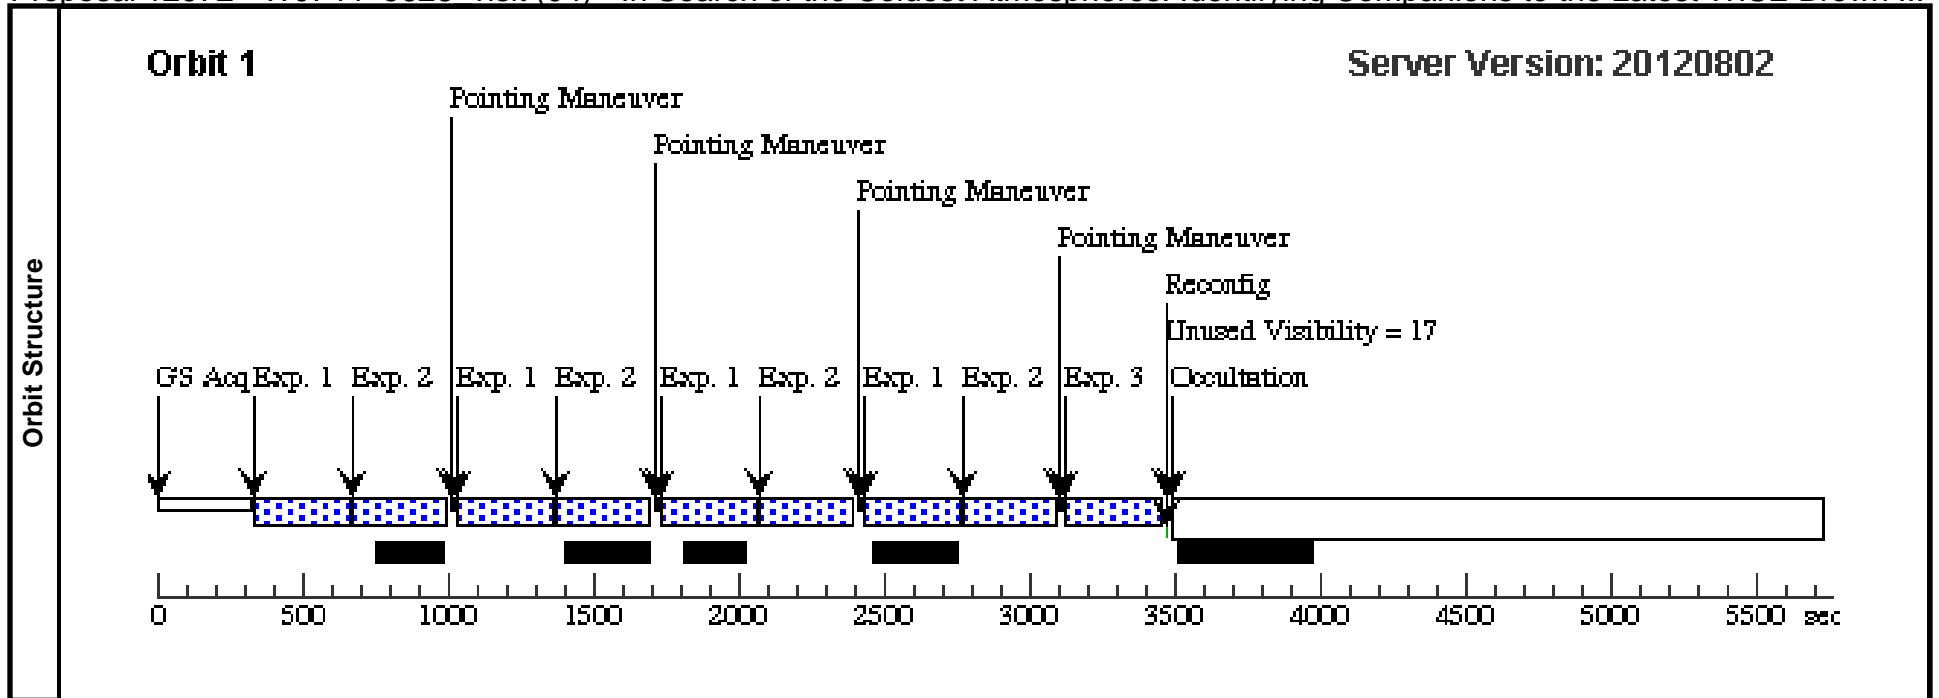 Orbit 1
Server Version: 20120802
Pointing Maneuver
Pointing Maneuver
Pointing Maneuver
Pointing Maneuver
Reconfig
Unused Visibility = 17
GS Acq Exp. 1 Exp. 2 Exp. 1 Exp. 2 Exp. 1 Exp. 2 Exp. 1 Exp. 2 Exp. 3 Occultation
Orbit Structure
0 500 1000 1500 2000 2500 3000 3500 4000 4500 5000 5500 sec